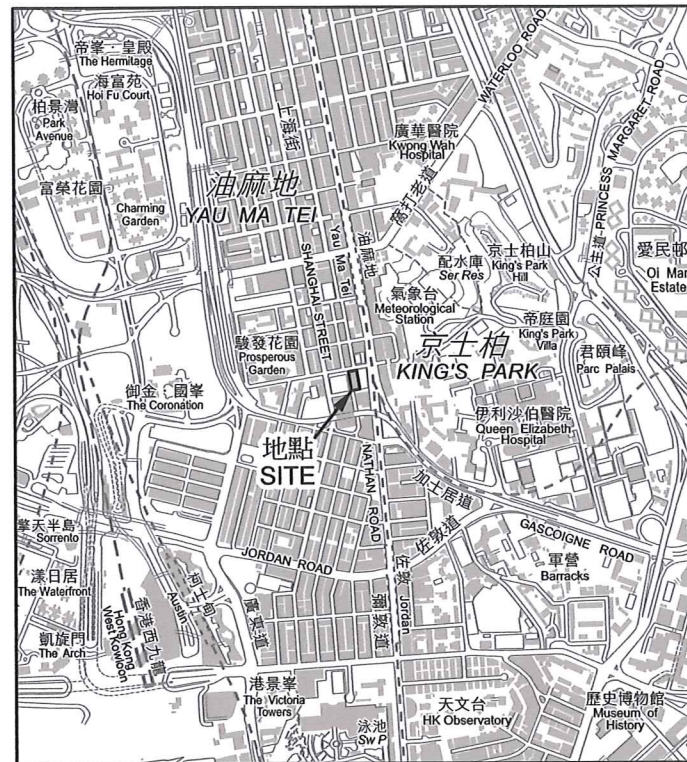 帝峯．皇殿
The Hermitage
海富苑
Hoi Fu Court
柏景灣
Park
Avenue
富榮花園
Charming
Garden
上海街
油麻地
YAU MA TEI
SHANGHAI STREET
Yau Ma Tei
油麻地
廣華醫院
Kwong Wah
Hospital
WATERLOO ROAD
窩打老道
公主道 PRINCESS MARGARET ROAD
配水庫
Ser Res
京士柏山
King's Park
Hill
愛民邨
Oi Man
Estate
氣象台
Meteorological
Station
京士柏
KING'S PARK
帝庭園
King's Park
Villa
君頤峰
Parc Palais
駿發花園
Prosperous
Garden
御金．國峯
The Coronation
地點
SITE
伊利沙伯醫院
Queen Elizabeth
Hospital
NATHAN ROAD
加士居道
GASCOIGNE ROAD
佐敦道
JORDAN ROAD
擎天半島
Sorrento
漾日居
The Waterfront
凱旋門
The Arch
香港西九龍
Hong Kong
West Kowloon
柯士甸
Austin
廣東道
彌敦道
佐敦 Jordan
軍營
Barracks
港景峯
The Victoria
Towers
泳池
Sw P
天文台
HK Observatory
歷史博物館
Museum of
History